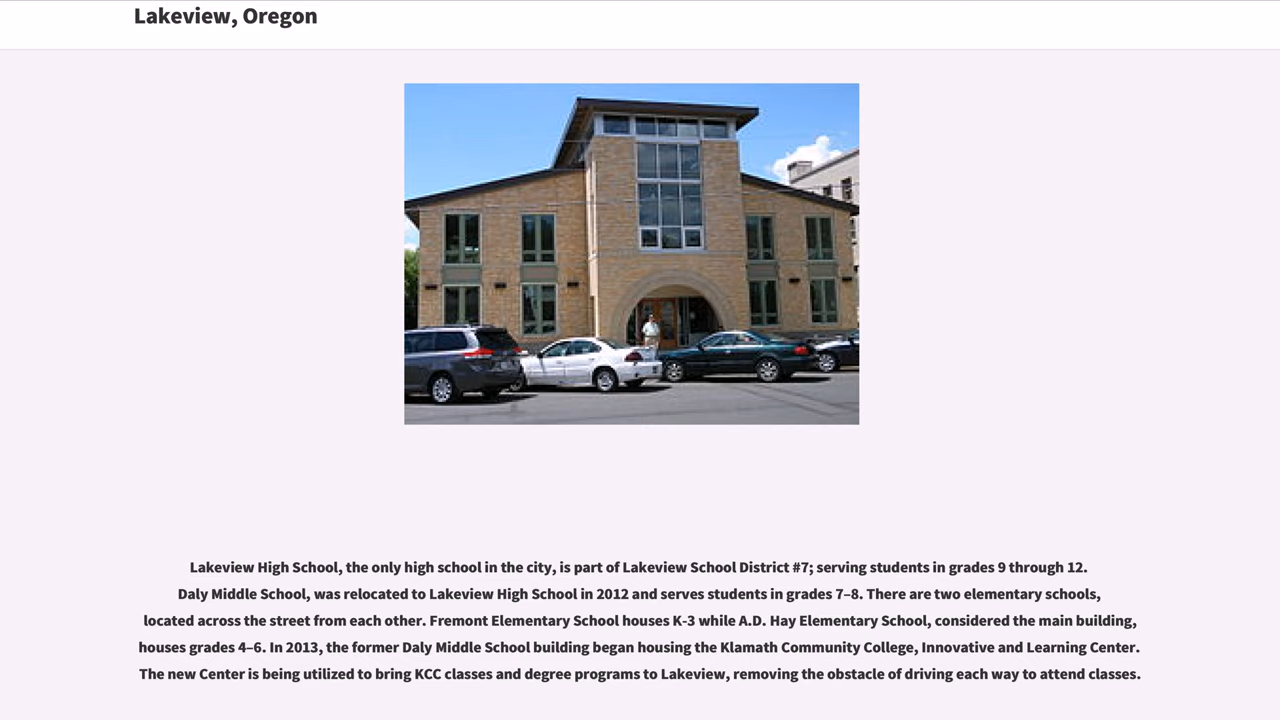 Lakeview, Oregon
Lakeview High School, the only high school in the city, is part of Lakeview School District #7; serving students in grades 9 through 12.
Daly Middle School, was relocated to Lakeview High School in 2012 and serves students in grades 7–8. There are two elementary schools,
located across the street from each other. Fremont Elementary School houses K-3 while A.D. Hay Elementary School, considered the main building,
houses grades 4–6. In 2013, the former Daly Middle School building began housing the Klamath Community College, Innovative and Learning Center.
The new Center is being utilized to bring KCC classes and degree programs to Lakeview, removing the obstacle of driving each way to attend classes.